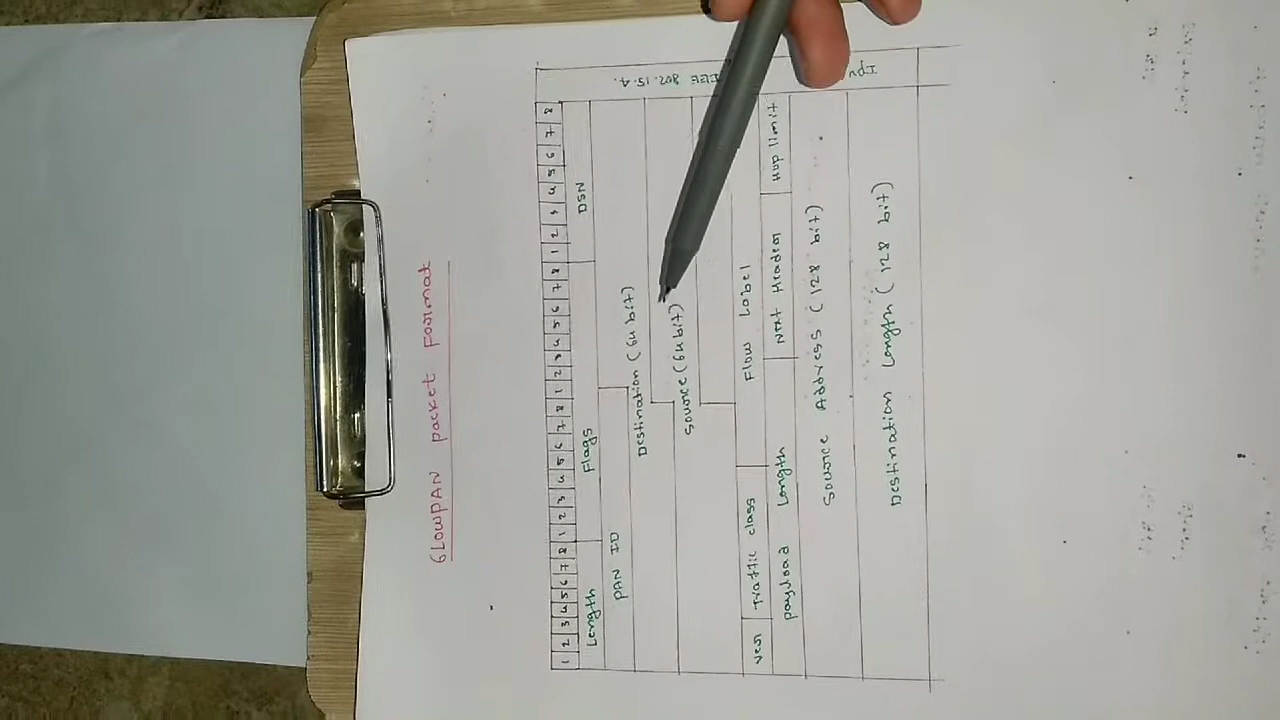 6LowPAN packet format
1 2 3 4 5 6 7 8 1 2 3 4 5 6 7 8 1 2 3 4 5 6 7 8 1 2 3 4 5 6 7 8
Length Flags DSN
PAN ID
Destination (64 bit)
Source (64 bit)
IEEE 802.15.4.
Ver Traffic class Flow Label
payload Length Next Header Hop limit
Source Address (128 bit)
Destination Length (128 bit)